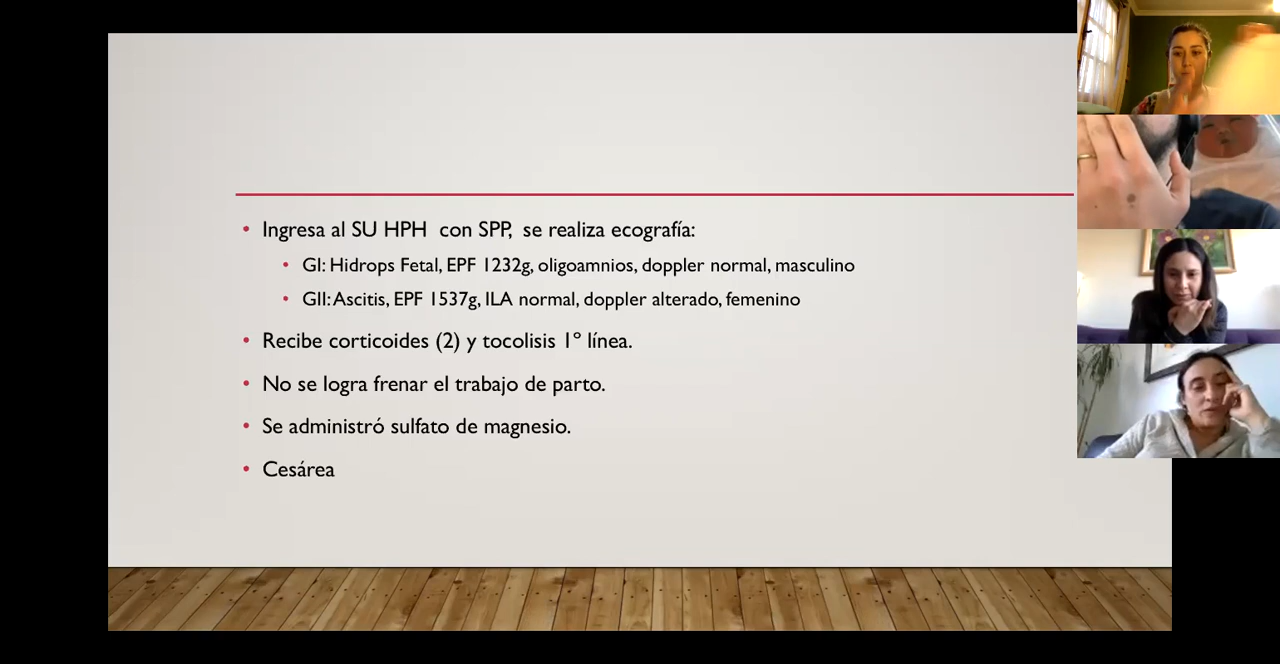 • Ingresa al SU HPH con SPP, se realiza ecografía:
• GI: Hidrops Fetal, EPF 1232g, oligoamnios, doppler normal, masculino
• GII: Ascitis, EPF 1537g, ILA normal, doppler alterado, femenino
• Recibe corticoides (2) y tocolisis 1º línea.
• No se logra frenar el trabajo de parto.
• Se administró sulfato de magnesio.
• Cesárea